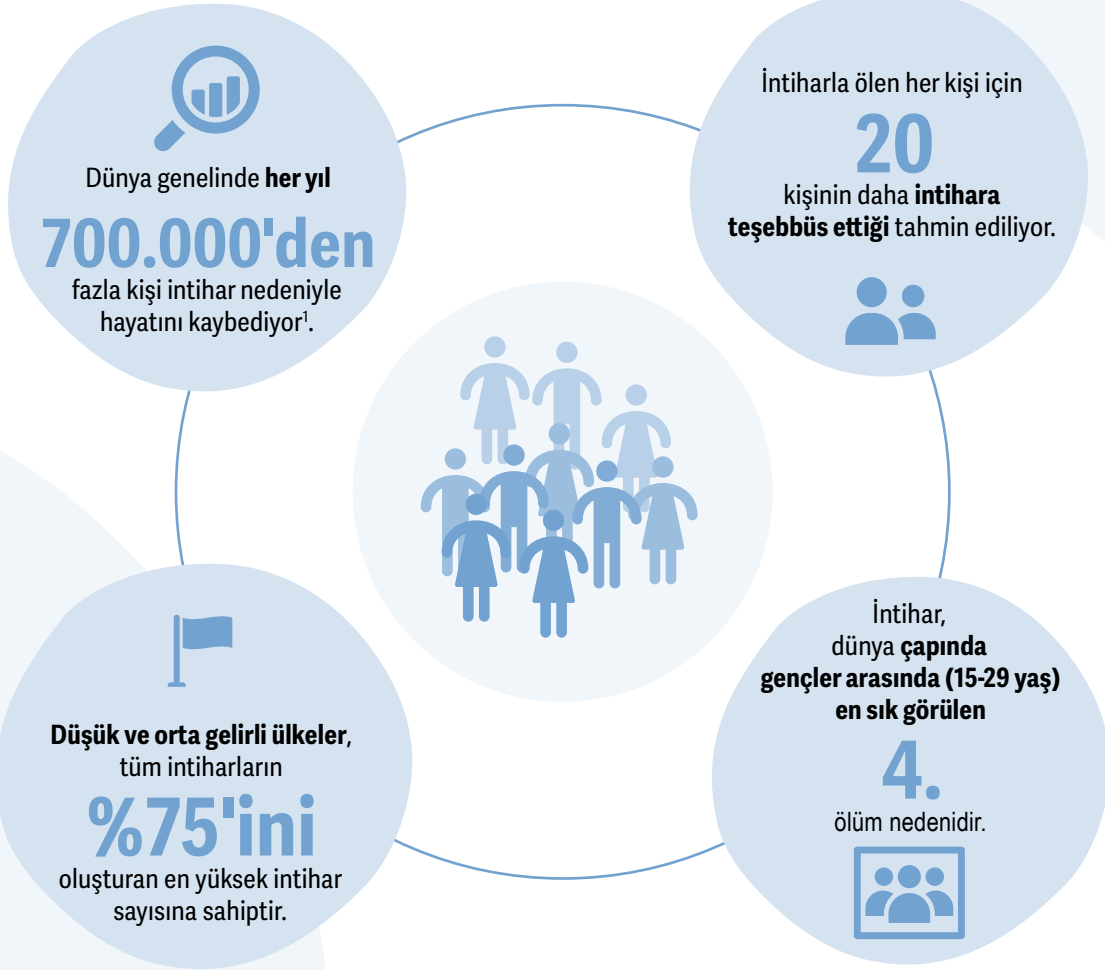 Dünya genelinde her yıl
700.000'den
fazla kişi intihar nedeniyle
hayatını kaybediyor¹.
İntiharla ölen her kişi için
20
kişinin daha intihara
teşebbüs ettiği tahmin ediliyor.
Düşük ve orta gelirli ülkeler,
tüm intiharların
%75'ini
oluşturan en yüksek intihar
sayısına sahiptir.
İntihar,
dünya çapında
gençler arasında (15-29 yaş)
en sık görülen
4.
ölüm nedenidir.